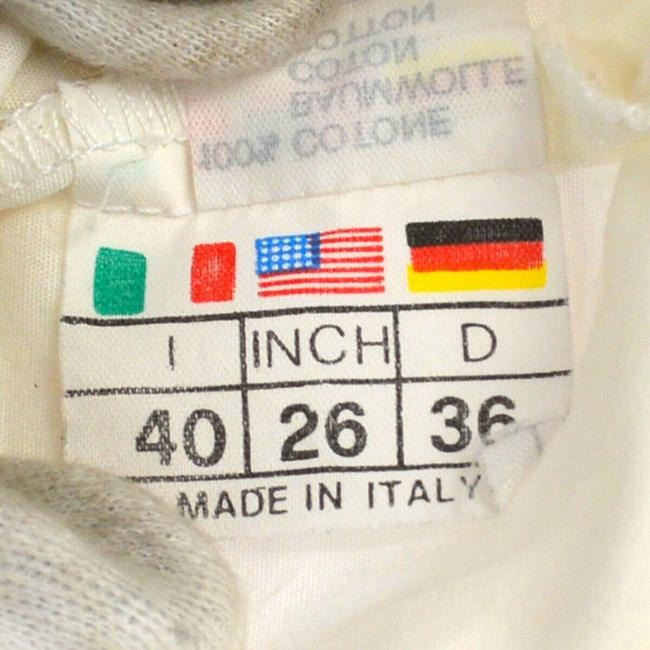 COTTON
COTON
BAUMWOLLE
100% COTONE
I INCH D
40 26 36
MADE IN ITALY